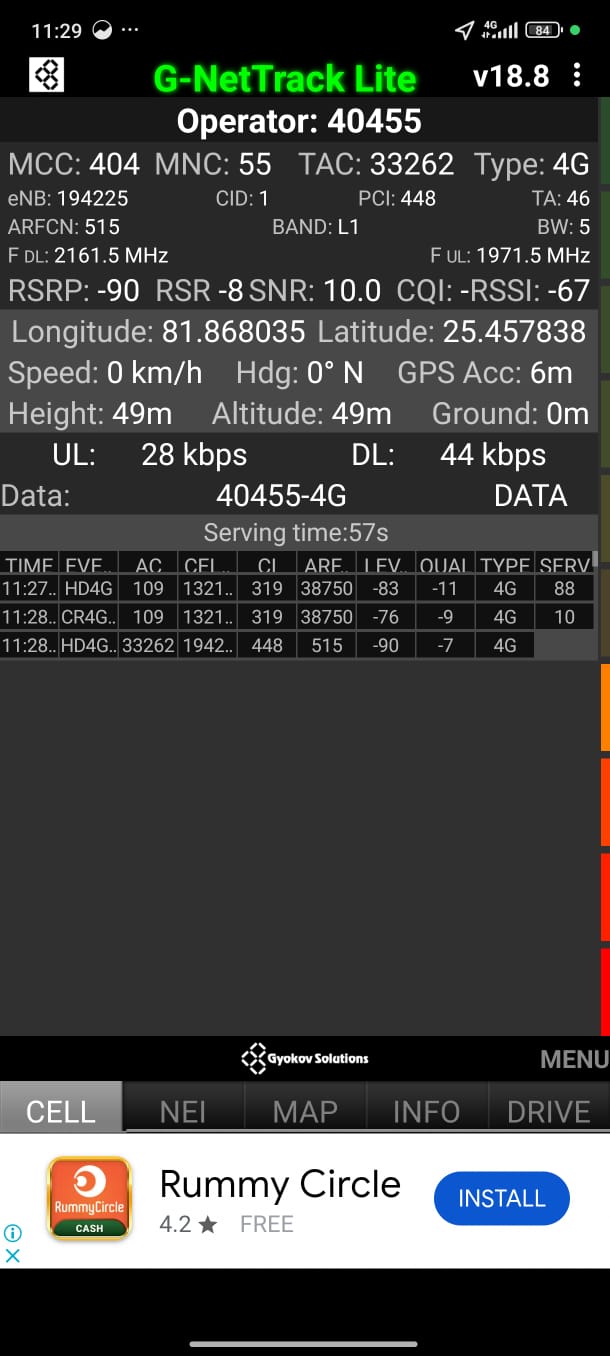 11:29 ... 4G 84
G-NetTrack Lite v18.8
Operator: 40455
MCC: 404 MNC: 55 TAC: 33262 Type: 4G
eNB: 194225 CID: 1 PCI: 448 TA: 46
ARFCN: 515 BAND: L1 BW: 5
F DL: 2161.5 MHz F UL: 1971.5 MHz
RSRP: -90 RSR -8 SNR: 10.0 CQI: -RSSI: -67
Longitude: 81.868035 Latitude: 25.457838
Speed: 0 km/h Hdg: 0° N GPS Acc: 6m
Height: 49m Altitude: 49m Ground: 0m
UL: 28 kbps DL: 44 kbps
Data: 40455-4G DATA
Serving time:57s
TIME EVE.. AC CEL.. CI ARF.. LEV.. QUAL TYPE SERV
11:27.. HD4G 109 1321.. 319 38750 -83 -11 4G 88
11:28.. CR4G.. 109 1321.. 319 38750 -76 -9 4G 10
11:28.. HD4G.. 33262 1942.. 448 515 -90 -7 4G
Gyokov Solutions MENU
CELL NEI MAP INFO DRIVE
RummyCircle
CASH
Rummy Circle
4.2 ★ FREE
INSTALL